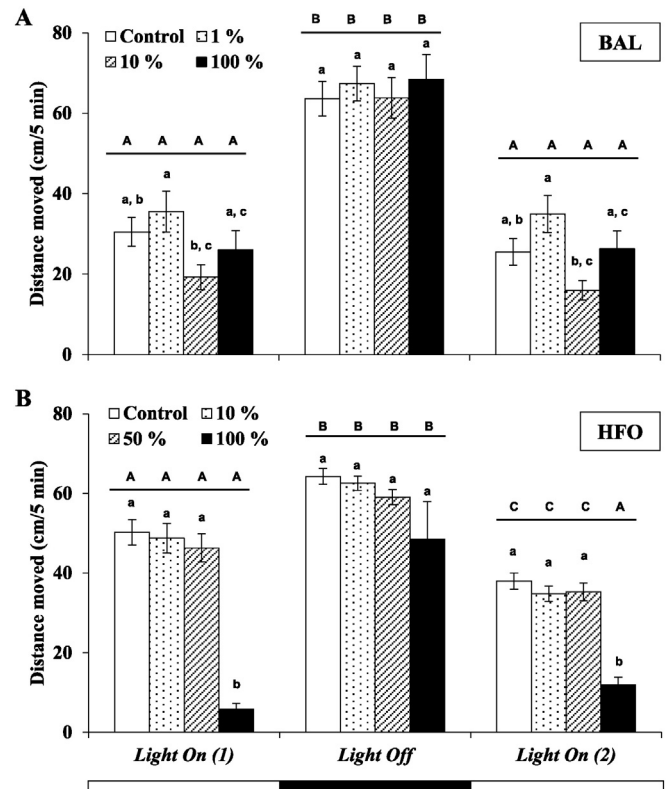 A
80
Control
1 %
10 %
100 %
B B B B
BAL
a a a a
60
Distance moved (cm/5 min)
A A A A
A A A A
40
a, b a b, c a, c
a, b a b, c a, c
20
0
B
80
Control
10 %
50 %
100 %
B B B B
HFO
A A A A
a a a a
60
Distance moved (cm/5 min)
a a a b
C C C A
40
a a a b
20
0
Light On (1) Light Off Light On (2)